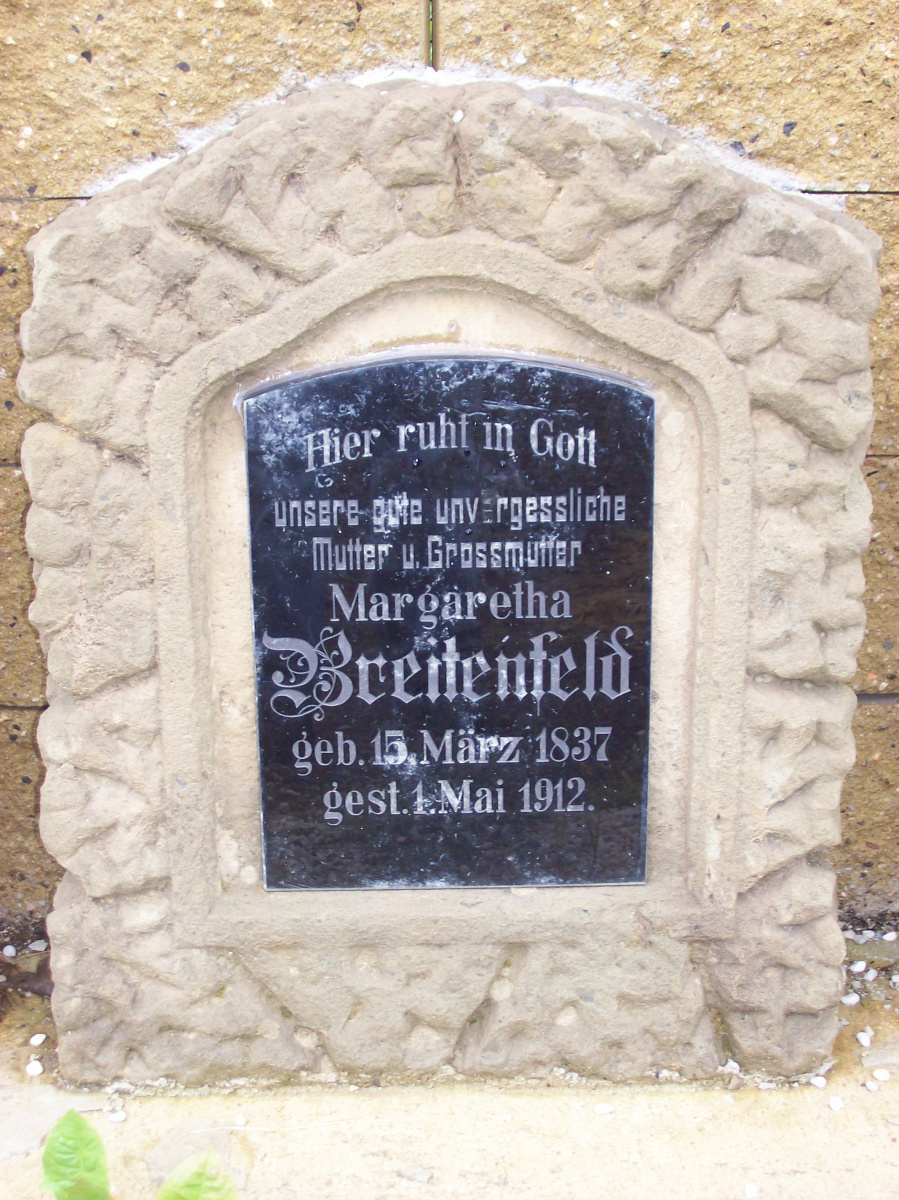 Hier ruht in Gott
unsere gute unvergessliche
Mutter u. Grossmutter
Margaretha
Breitenfeld
geb. 15. März 1837
gest. 1. Mai 1912.